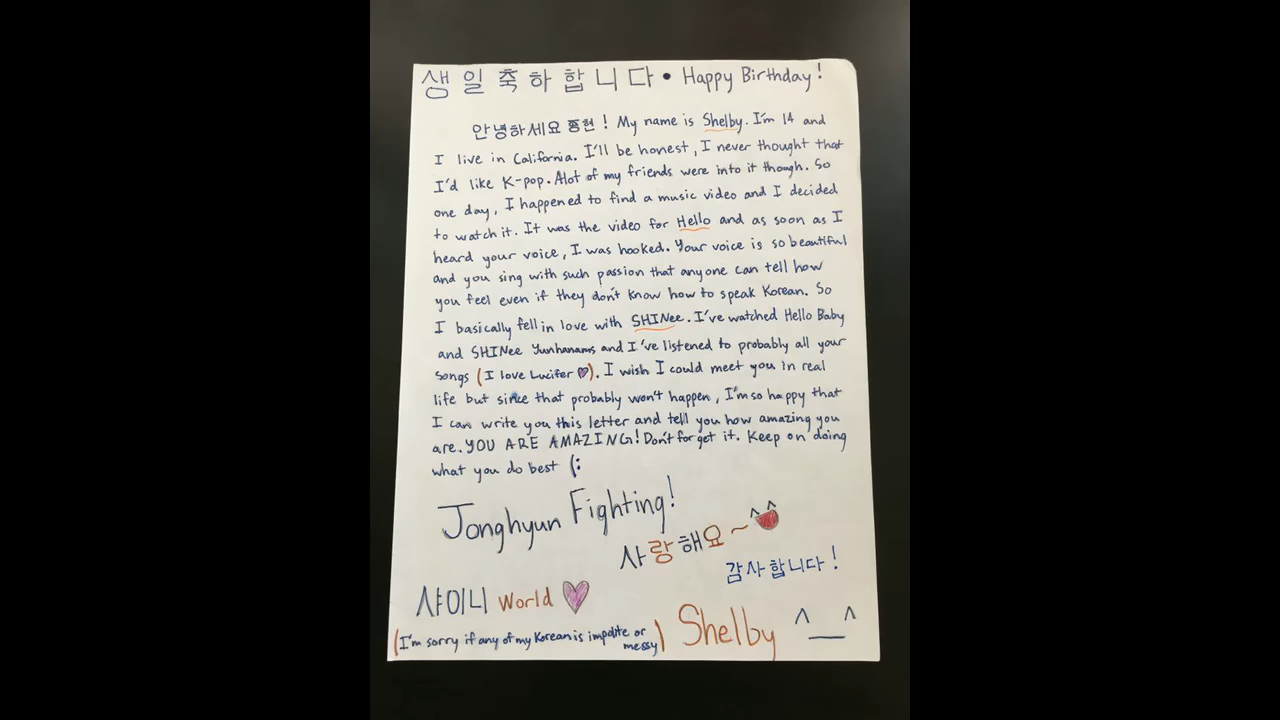 생일축하합니다 • Happy Birthday!
안녕하세요 종현! My name is Shelby. I'm 14 and
I live in California. I'll be honest, I never thought that
I'd like K-pop. Alot of my friends were into it though. So
one day, I happened to find a music video and I decided
to watch it. It was the video for Hello and as soon as I
heard your voice, I was hooked. Your voice is so beautiful
and you sing with such passion that anyone can tell how
you feel even if they don't know how to speak Korean. So
I basically fell in love with SHINee. I've watched Hello Baby
and SHINee Yunhanams and I've listened to probably all your
songs (I love Lucifer ♥). I wish I could meet you in real
life but since that probably won't happen, I'm so happy that
I can write you this letter and tell you how amazing you
are. YOU ARE AMAZING! Don't forget it. Keep on doing
what you do best (:
Jonghyun Fighting!
사랑해요~^^
감사합니다!
샤이니 World ♥
(I'm sorry if any of my Korean is impolite or
messy)
Shelby ^__^